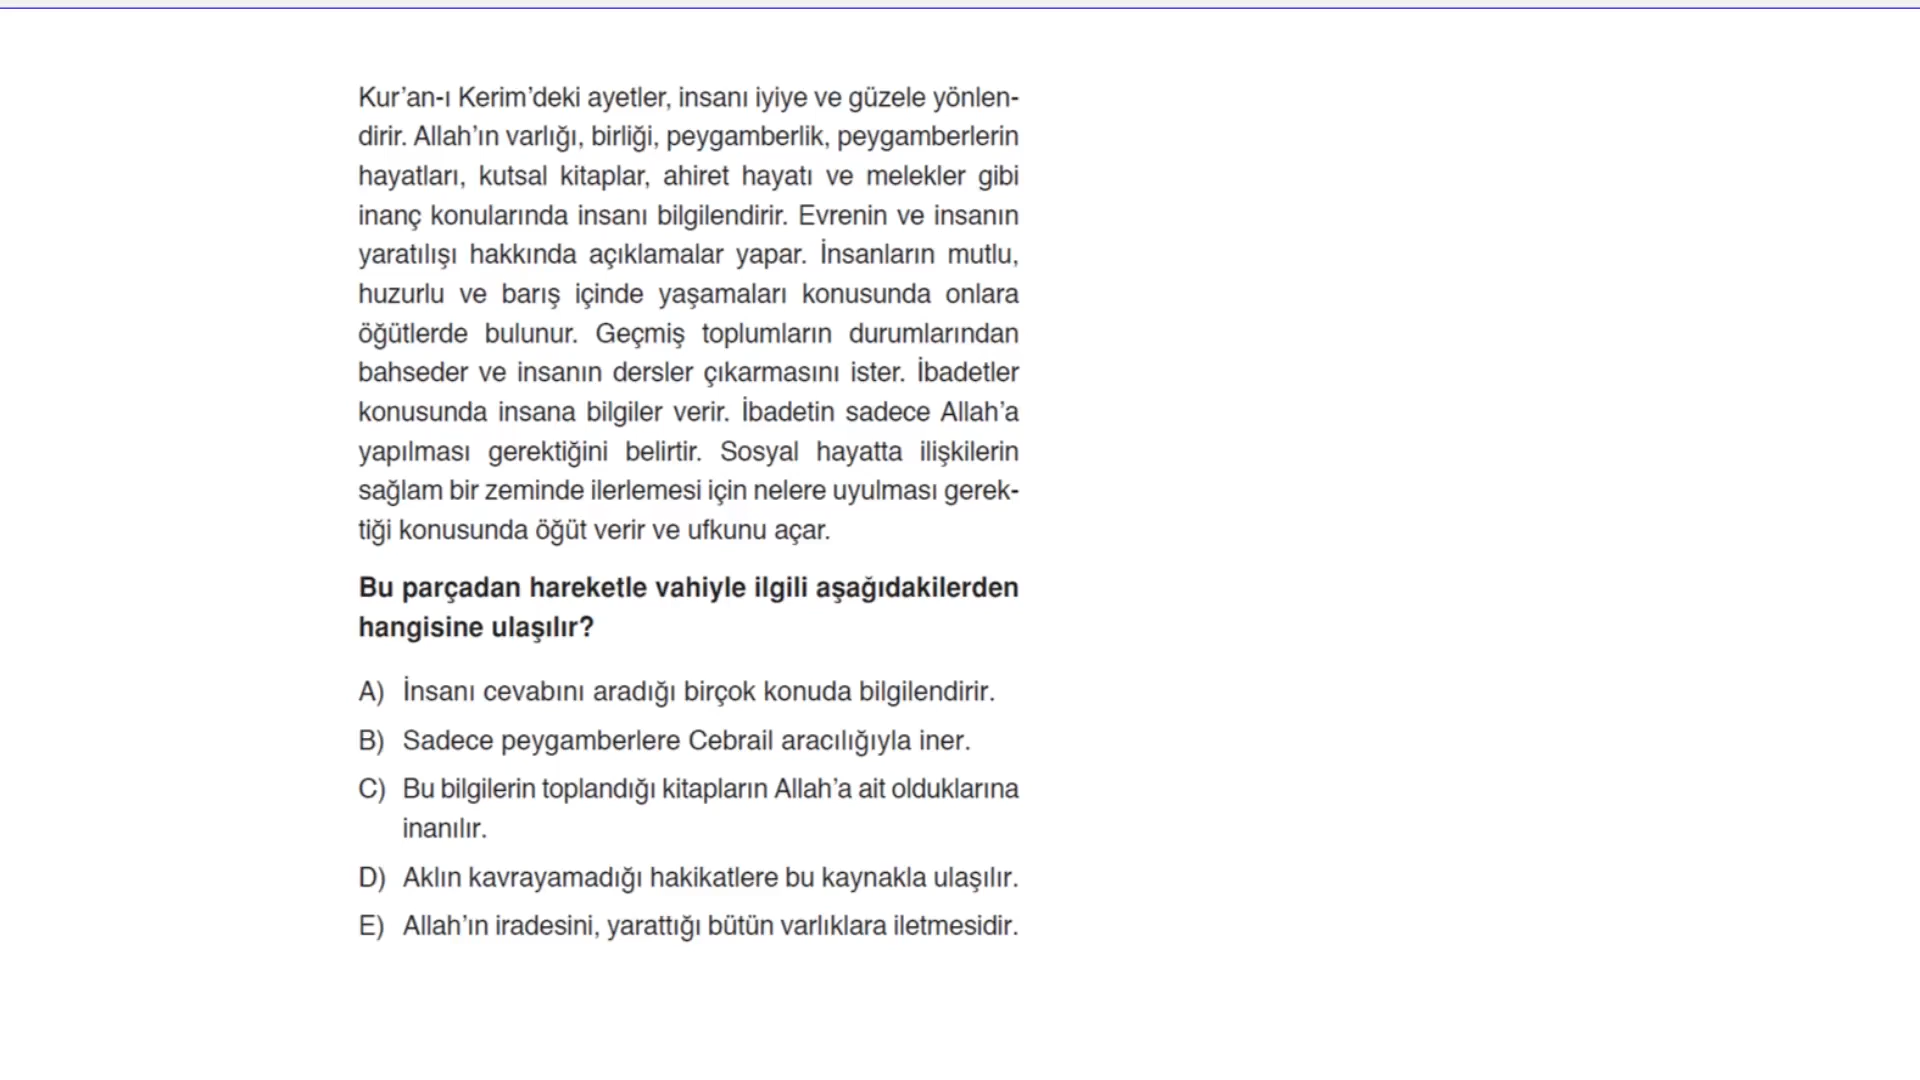 Kur’an-ı Kerim’deki ayetler, insanı iyiye ve güzele yönlen-
dirir. Allah’ın varlığı, birliği, peygamberlik, peygamberlerin
hayatları, kutsal kitaplar, ahiret hayatı ve melekler gibi
inanç konularında insanı bilgilendirir. Evrenin ve insanın
yaratılışı hakkında açıklamalar yapar. İnsanların mutlu,
huzurlu ve barış içinde yaşamaları konusunda onlara
öğütlerde bulunur. Geçmiş toplumların durumlarından
bahseder ve insanın dersler çıkarmasını ister. İbadetler
konusunda insana bilgiler verir. İbadetin sadece Allah’a
yapılması gerektiğini belirtir. Sosyal hayatta ilişkilerin
sağlam bir zeminde ilerlemesi için nelere uyulması gerek-
tiği konusunda öğüt verir ve ufkunu açar.
Bu parçadan hareketle vahiyle ilgili aşağıdakilerden
hangisine ulaşılır?
A) İnsanı cevabını aradığı birçok konuda bilgilendirir.
B) Sadece peygamberlere Cebrail aracılığıyla iner.
C) Bu bilgilerin toplandığı kitapların Allah’a ait olduklarına
inanılır.
D) Aklın kavrayamadığı hakikatlere bu kaynakla ulaşılır.
E) Allah’ın iradesini, yarattığı bütün varlıklara iletmesidir.